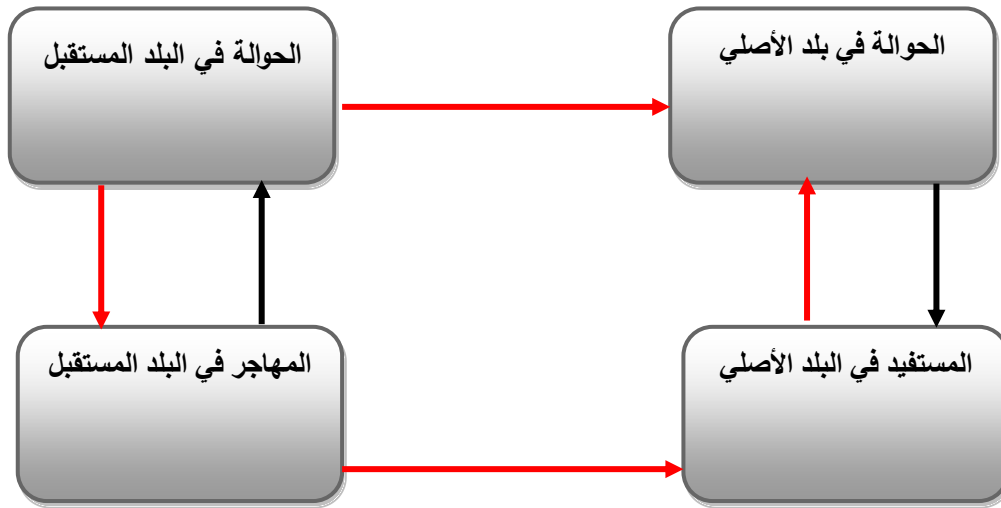 الحوالة في بلد الأصلي
الحوالة في البلد المستقبل
المستفيد في البلد الأصلي
المهاجر في البلد المستقبل